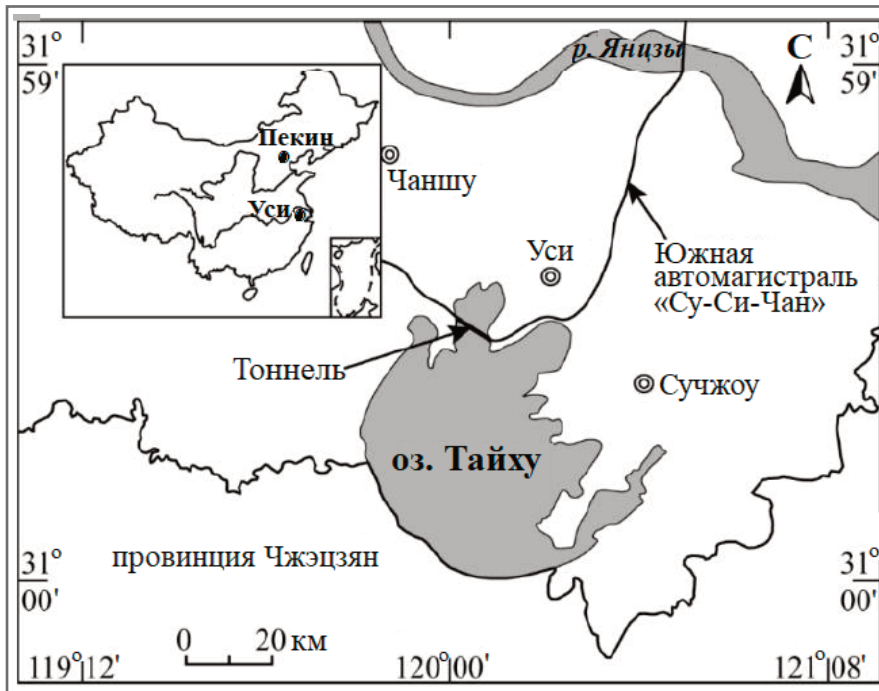 31° 59'
р. Янцзы
С
31° 59'
Пекин
Уси
Чаншу
Уси
Южная
автомагистраль
«Су-Си-Чан»
Тоннель
Сучжоу
оз. Тайху
провинция Чжэцзян
31° 00'
31° 00'
0 20 км
119°12'
120°00'
121°08'